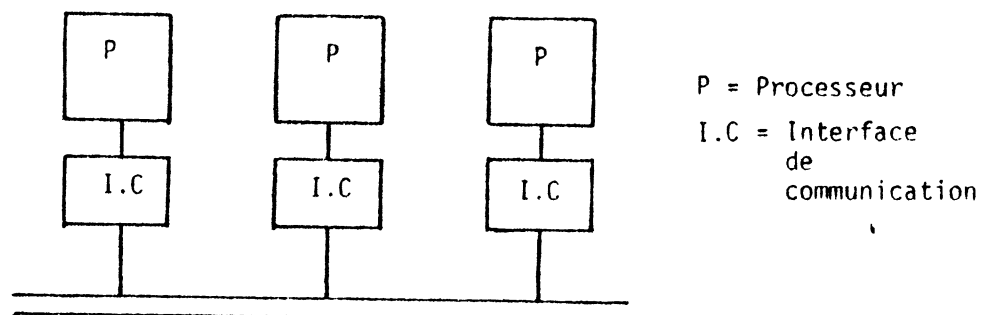 P P P
P = Processeur
I.C = Interface
de
communication
I.C I.C I.C